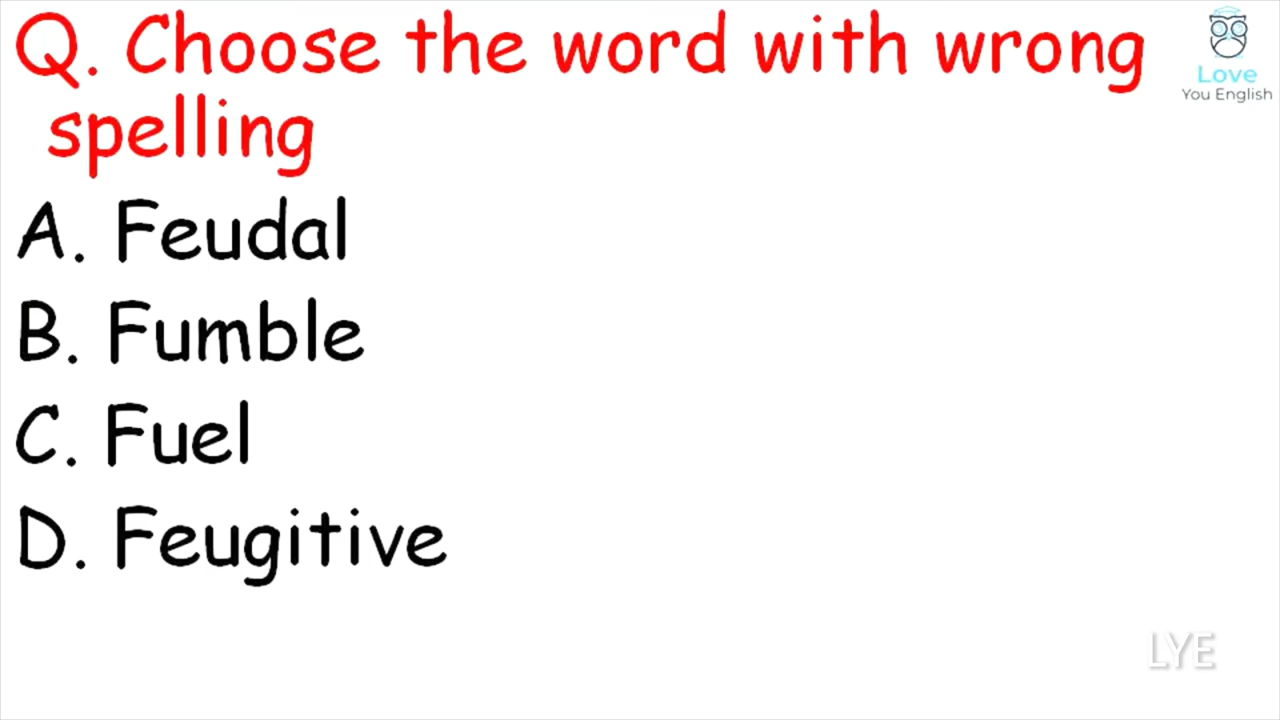 Q. Choose the word with wrong
spelling
A. Feudal
B. Fumble
C. Fuel
D. Feugitive
Love
You English
LYE